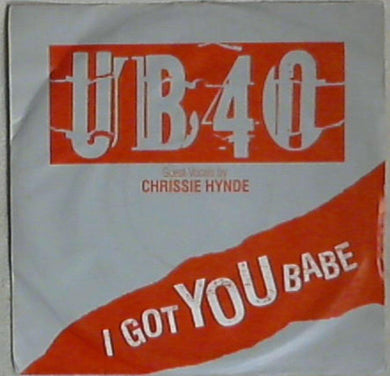 UB40
Guest Vocals by
CHRISSIE HYNDE
I GOT YOU BABE